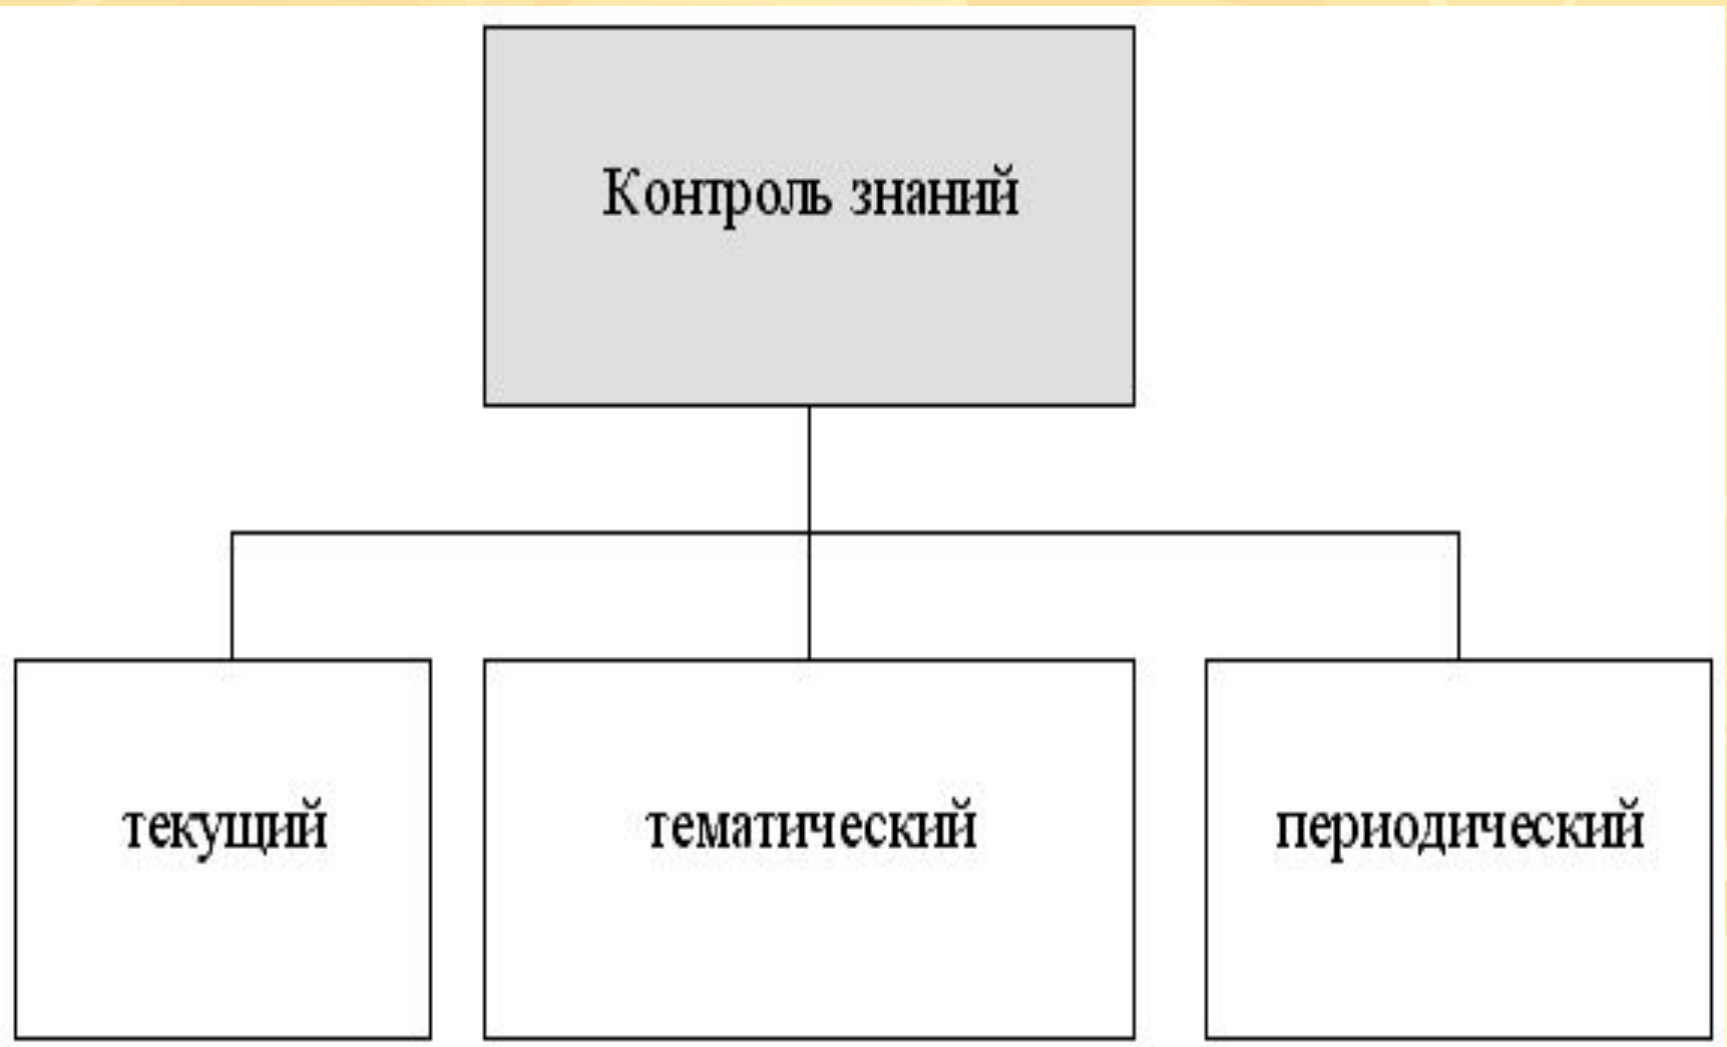 Контроль знаний
текущий
тематический
периодический